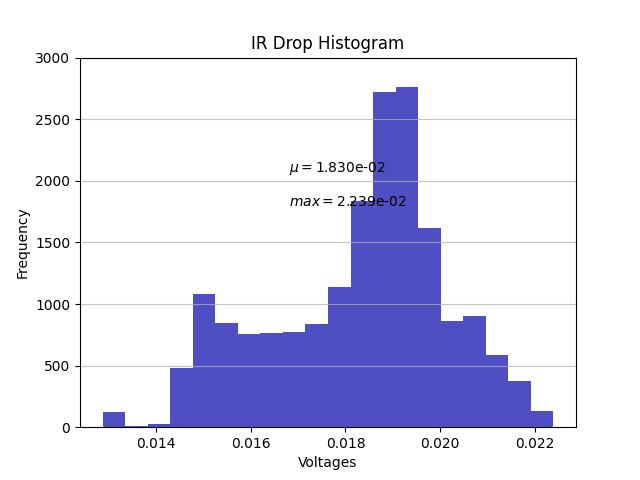 IR Drop Histogram
3000
2500
2000
1500
1000
500
0
Frequency
μ = 1.830e-02
max = 2.239e-02
0.014 0.016 0.018 0.020 0.022
Voltages